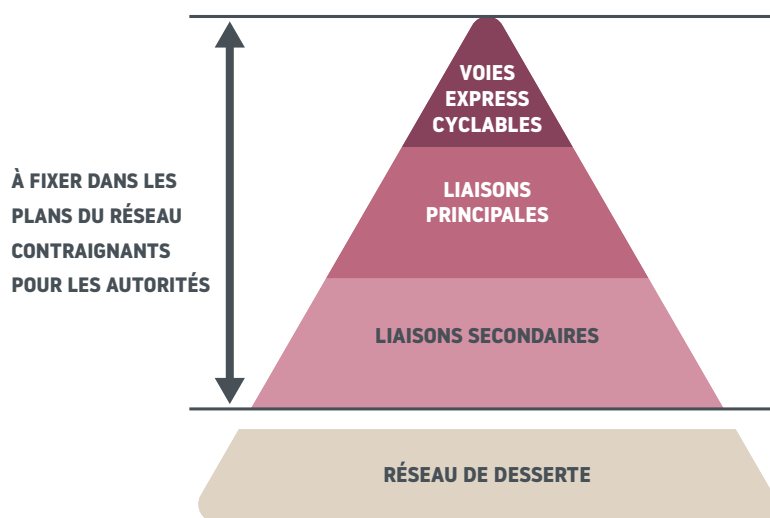 VOIES
EXPRESS
CYCLABLES
À FIXER DANS LES
PLANS DU RÉSEAU
CONTRAIGNANTS
POUR LES AUTORITÉS
LIAISONS
PRINCIPALES
LIAISONS SECONDAIRES
RÉSEAU DE DESSERTE